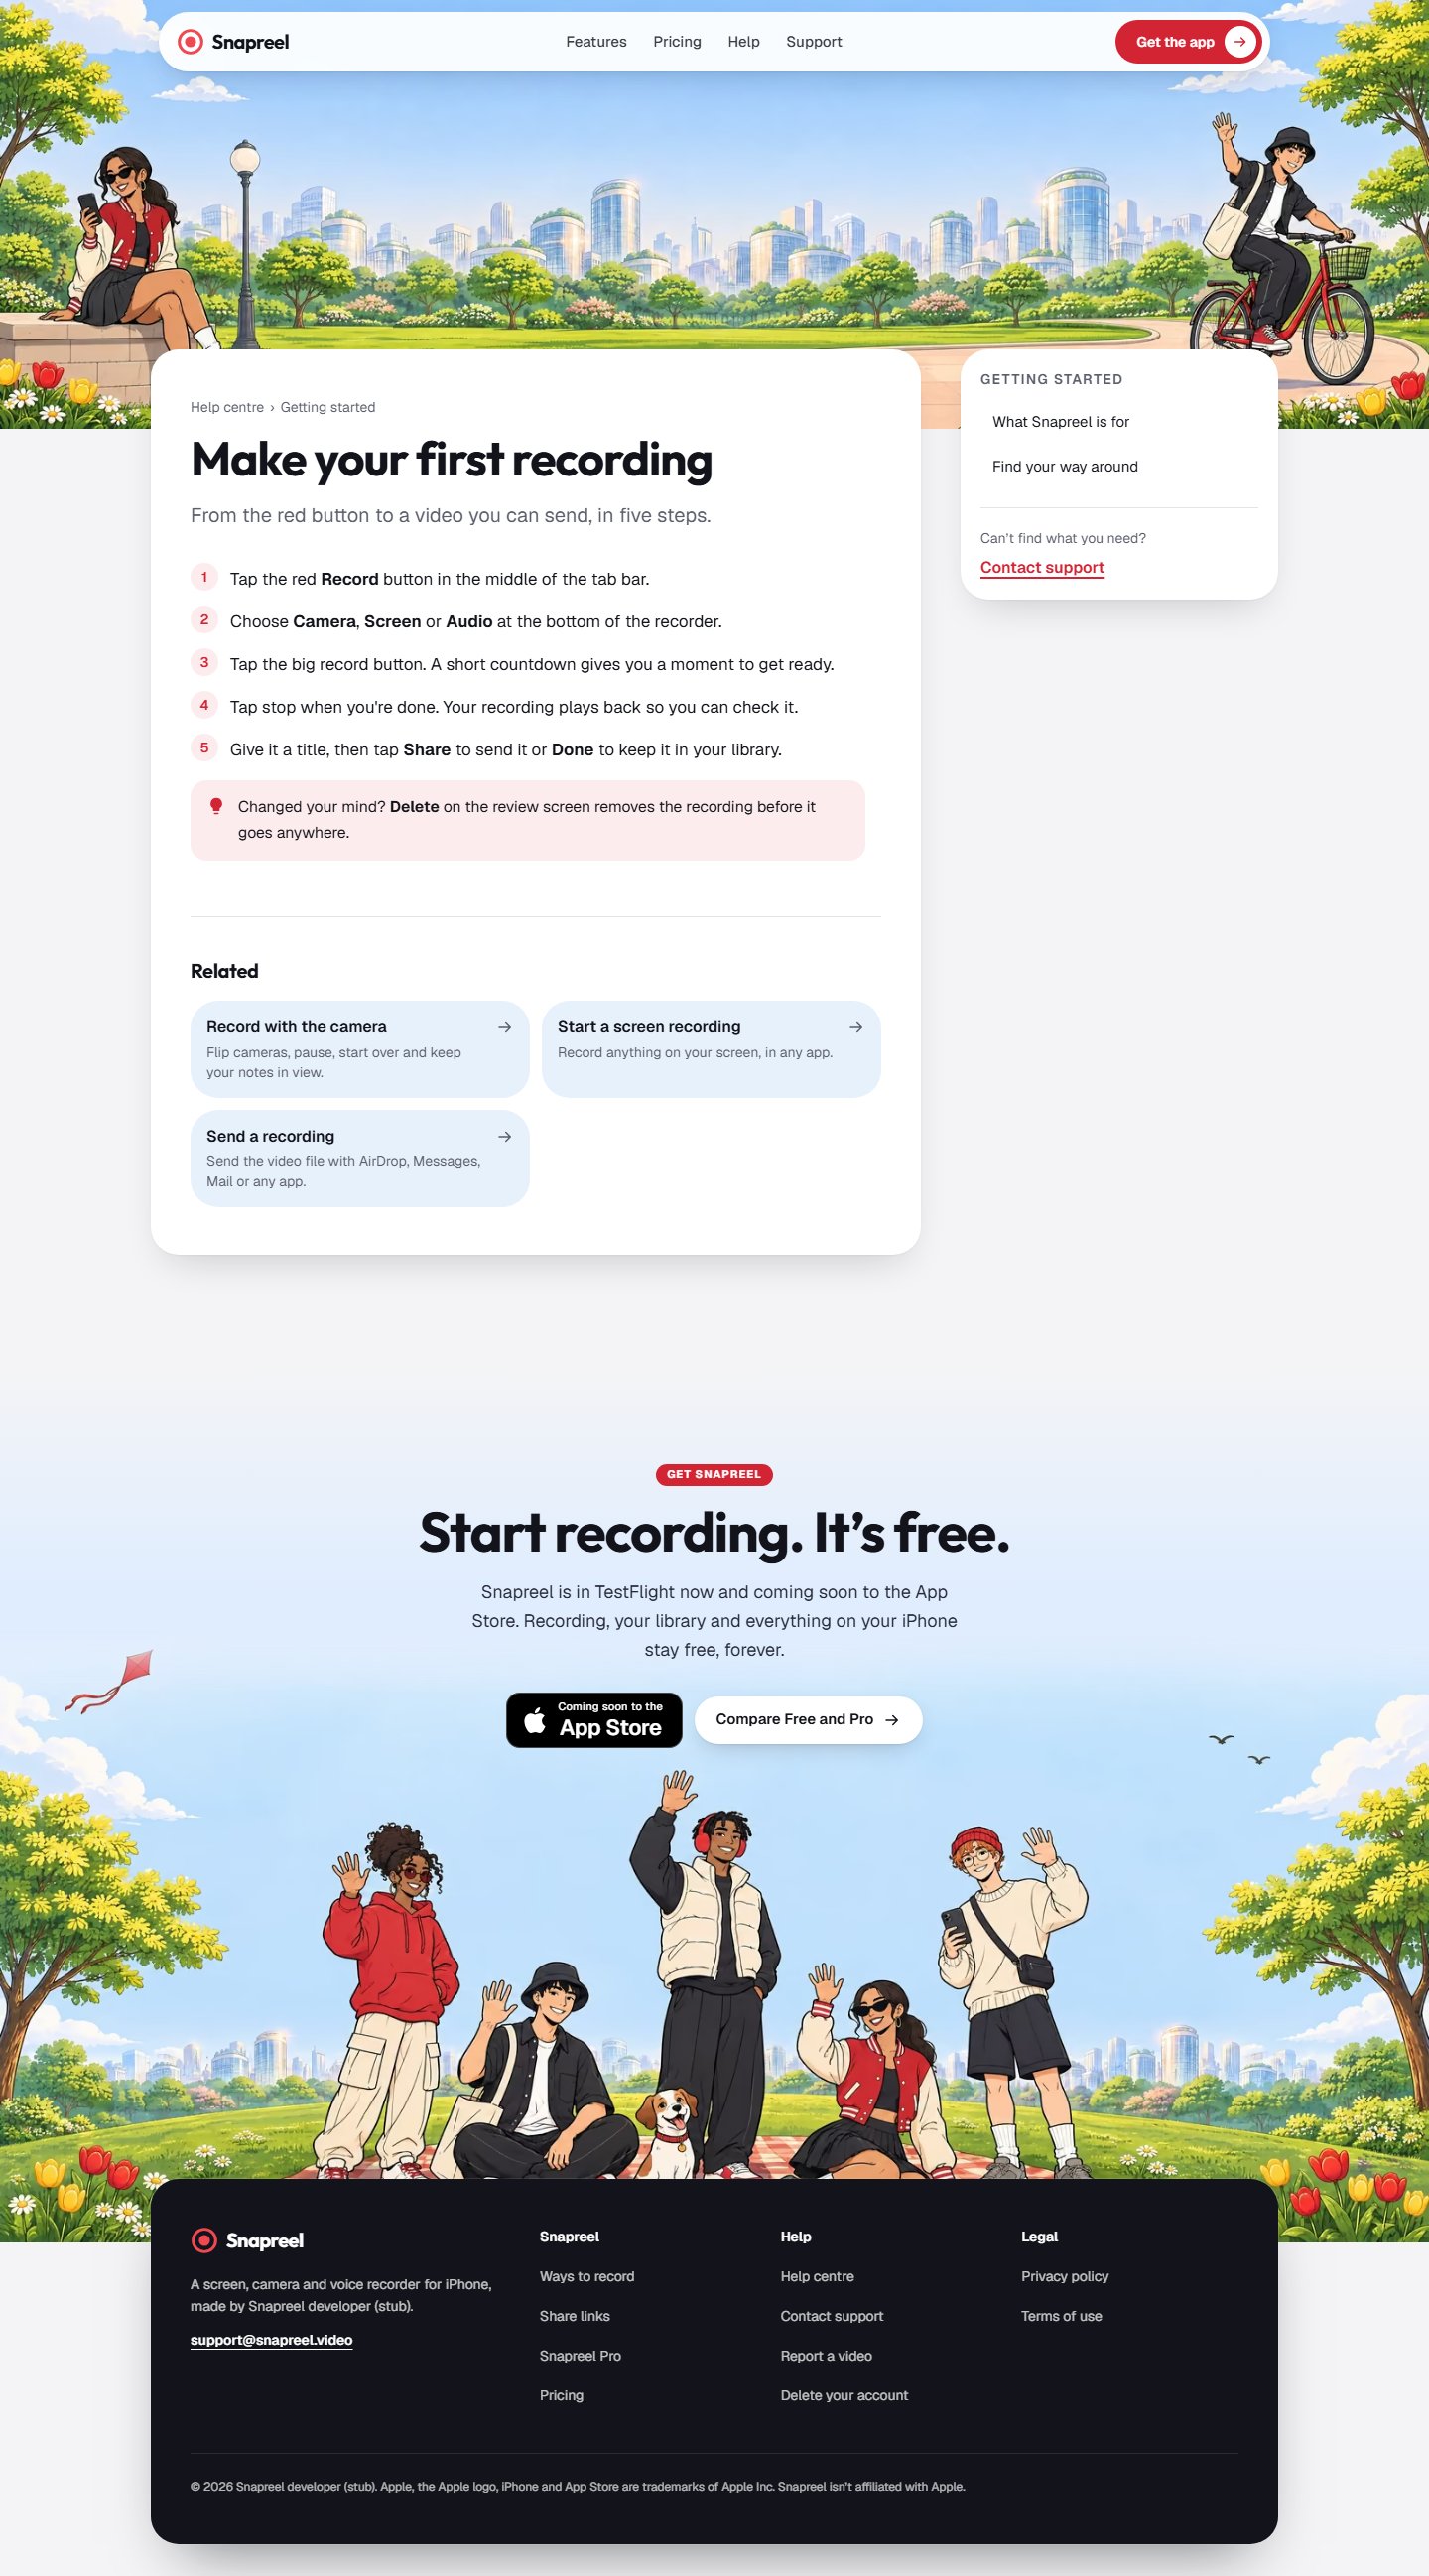 Snapreel
Features
Pricing
Help
Support
Get the app
Help centre › Getting started
Make your first recording
From the red button to a video you can send, in five steps.
1 Tap the red Record button in the middle of the tab bar.
2 Choose Camera, Screen or Audio at the bottom of the recorder.
3 Tap the big record button. A short countdown gives you a moment to get ready.
4 Tap stop when you're done. Your recording plays back so you can check it.
5 Give it a title, then tap Share to send it or Done to keep it in your library.
Changed your mind? Delete on the review screen removes the recording before it
goes anywhere.
Related
Record with the camera
Flip cameras, pause, start over and keep
your notes in view.
Start a screen recording
Record anything on your screen, in any app.
Send a recording
Send the video file with AirDrop, Messages,
Mail or any app.
GETTING STARTED
What Snapreel is for
Find your way around
Can't find what you need?
Contact support
GET SNAPREEL
Start recording. It’s free.
Snapreel is in TestFlight now and coming soon to the App
Store. Recording, your library and everything on your iPhone
stay free, forever.
Coming soon to the
App Store
Compare Free and Pro
Snapreel
A screen, camera and voice recorder for iPhone,
made by Snapreel developer (stub).
support@snapreel.video
Snapreel
Ways to record
Share links
Snapreel Pro
Pricing
Help
Help centre
Contact support
Report a video
Delete your account
Legal
Privacy policy
Terms of use
© 2026 Snapreel developer (stub). Apple, the Apple logo, iPhone and App Store are trademarks of Apple Inc. Snapreel isn’t affiliated with Apple.